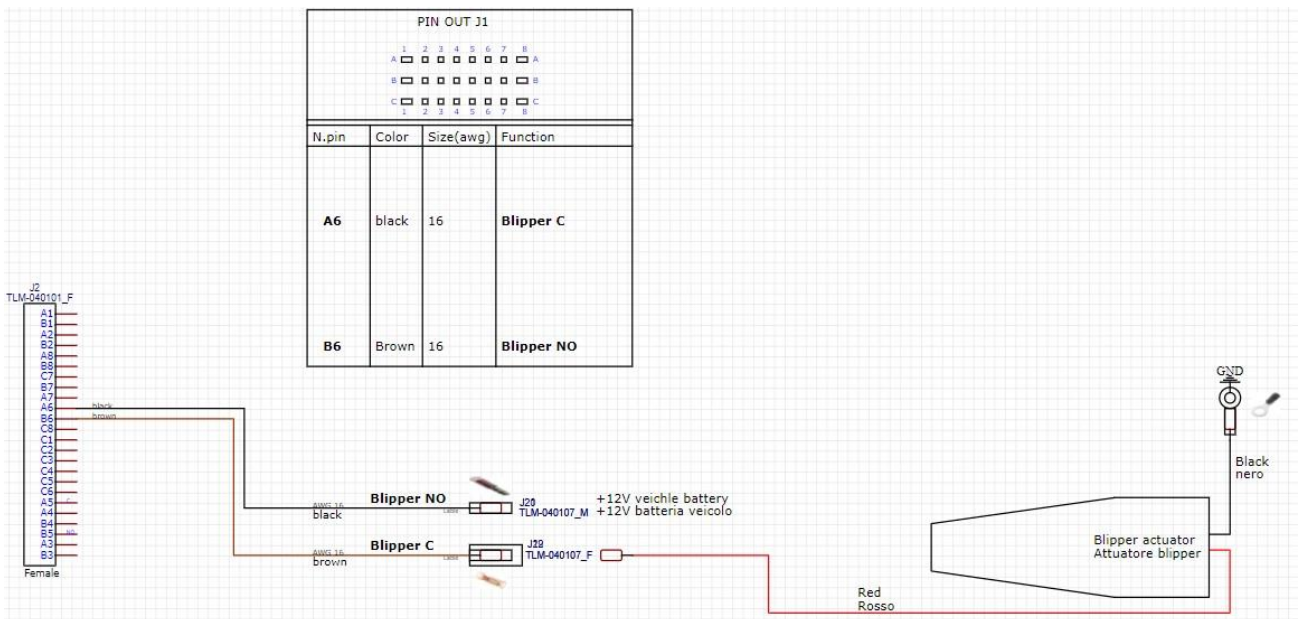 PIN OUT J1
1 2 3 4 5 6 7 8
A A
B B
C C
1 2 3 4 5 6 7 8
N.pin Color Size(awg) Function
A6 black 16 Blipper C
B6 Brown 16 Blipper NO
J2
TLM-040101_F
A1
B1
A2
B2
A8
B8
C7
B7
A7
A6 black
B6 brown
C8
C1
C2
C3
C4
C5
C6
A5
A4
B4
B5
A3
B3
Female
Blipper NO
AWG 16
black
TLM-040107_M
+12V veichle battery
+12V batteria veicolo
Blipper C
AWG 16
brown
TLM-040107_F
GND
Black
nero
Blipper actuator
Attuatore blipper
Red
Rosso